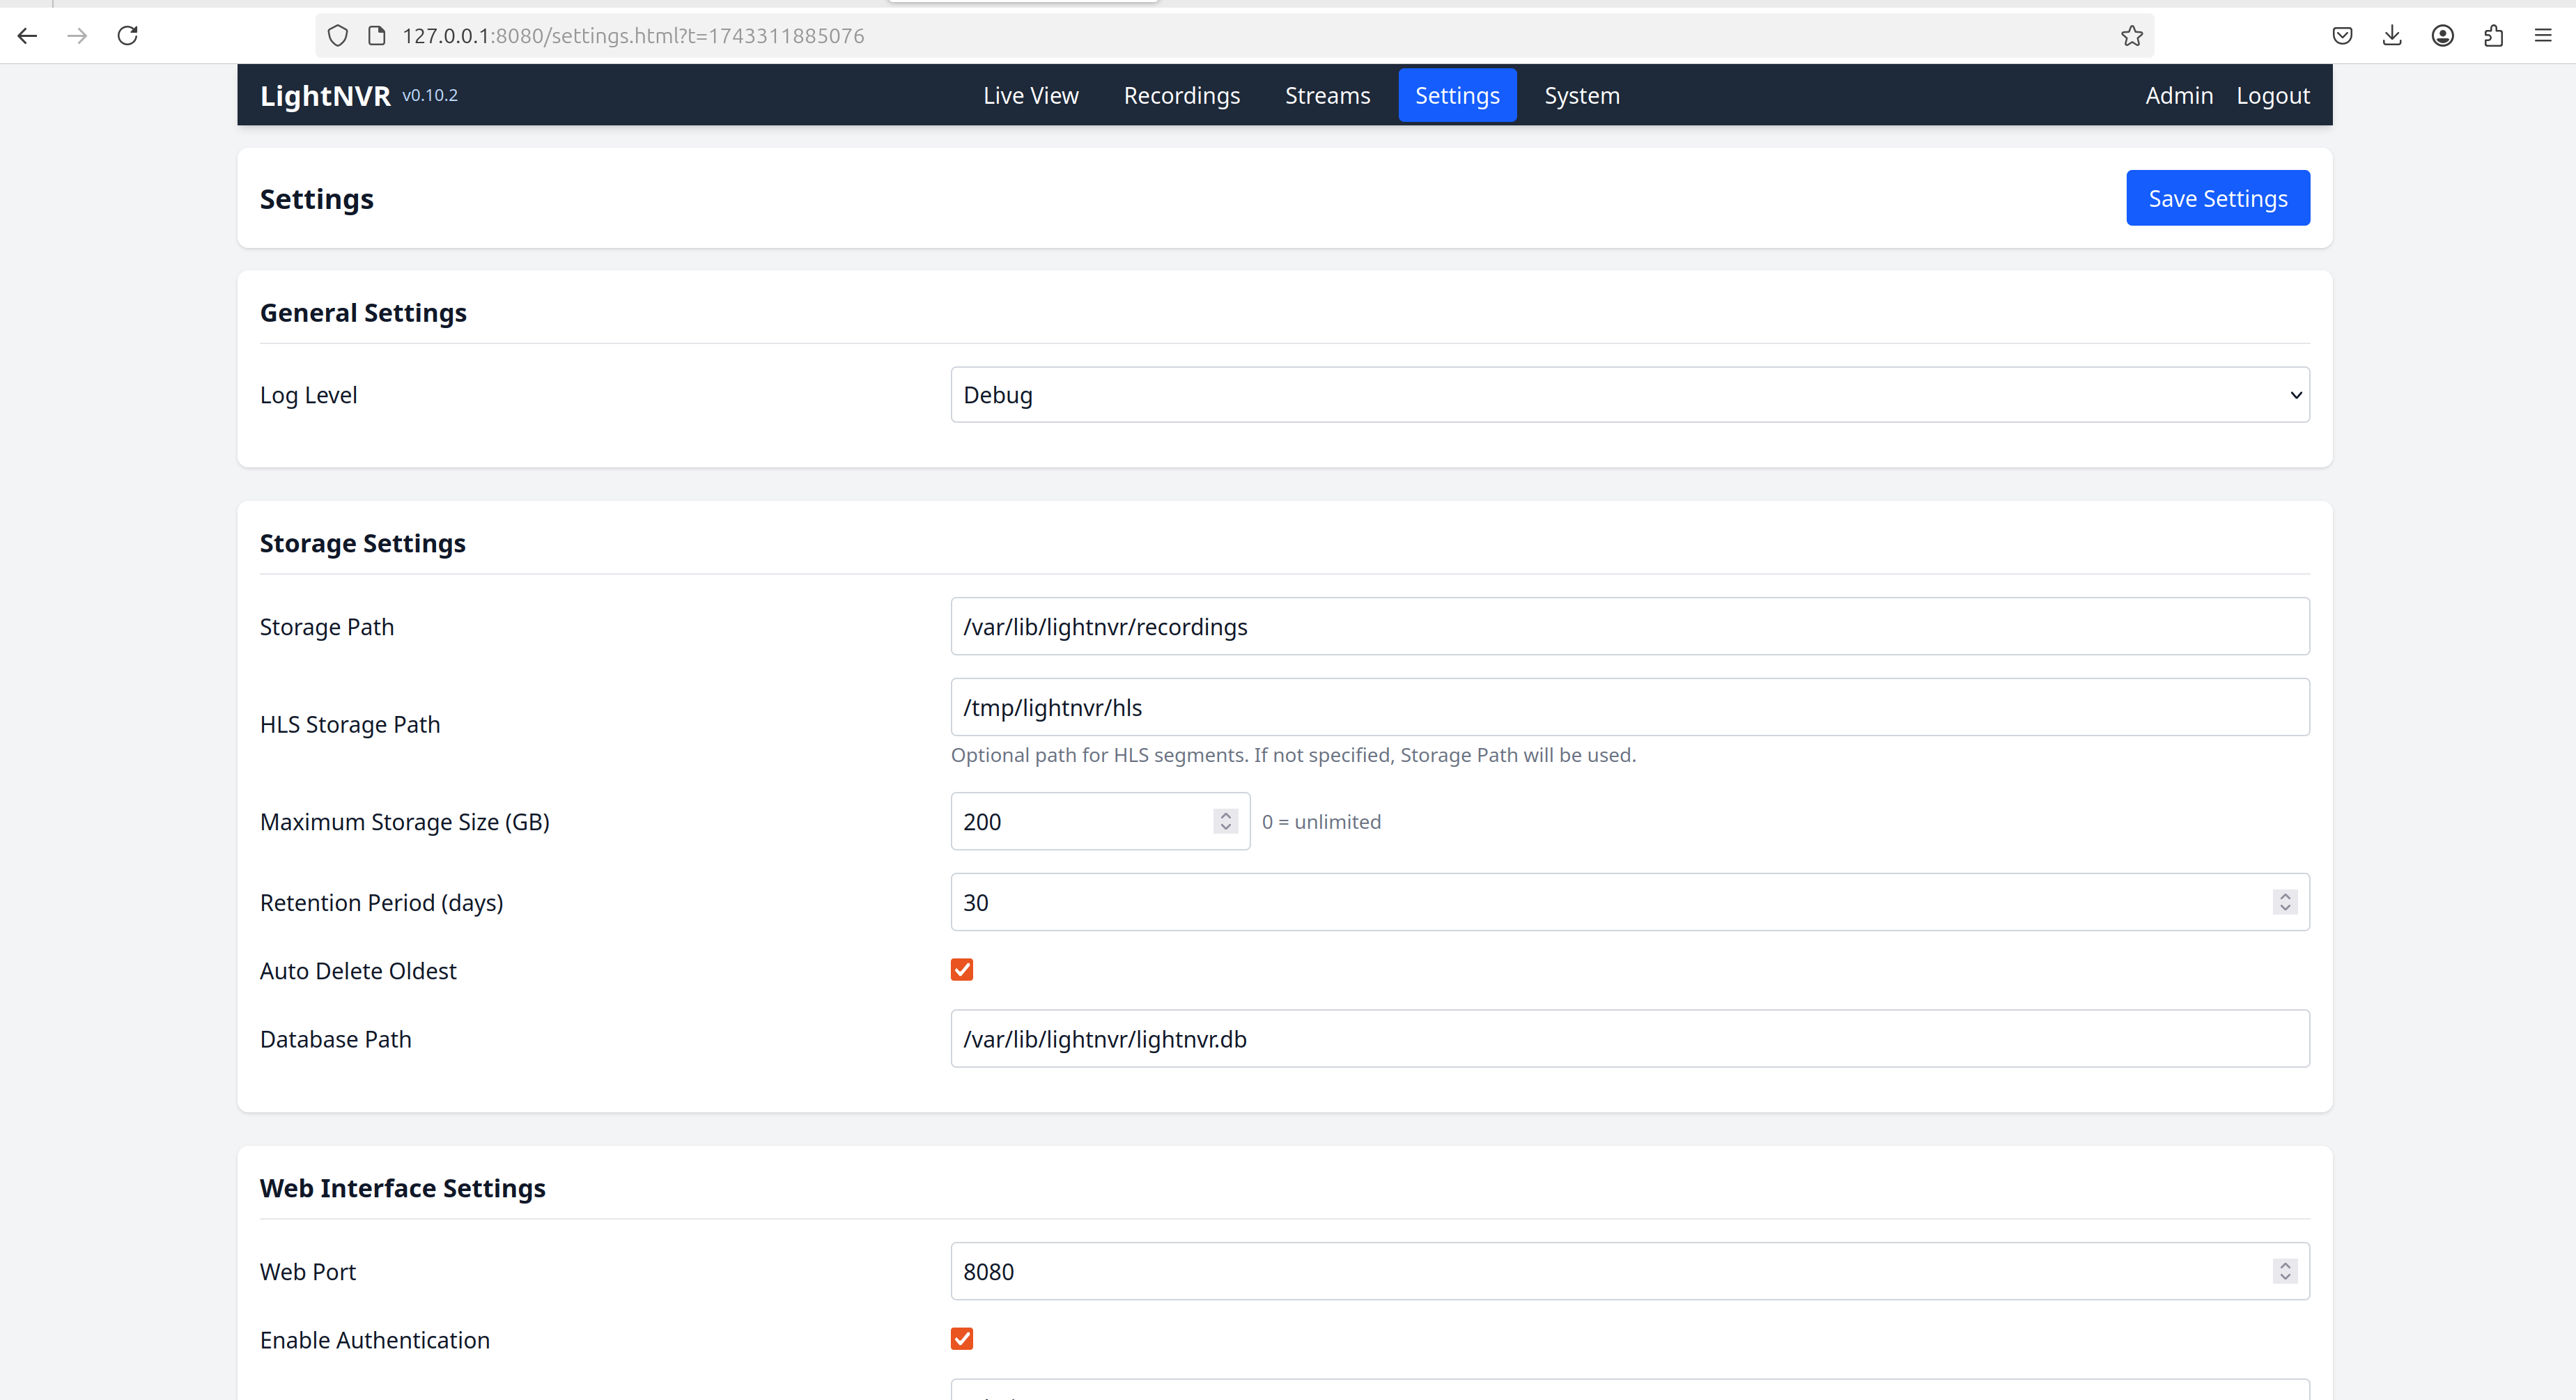 127.0.0.1:8080/settings.html?t=1743311885076
LightNVR v0.10.2 Live View Recordings Streams Settings System Admin Logout
Settings Save Settings
General Settings
Log Level Debug
Storage Settings
Storage Path /var/lib/lightnvr/recordings
HLS Storage Path /tmp/lightnvr/hls
Optional path for HLS segments. If not specified, Storage Path will be used.
Maximum Storage Size (GB) 200 0 = unlimited
Retention Period (days) 30
Auto Delete Oldest
Database Path /var/lib/lightnvr/lightnvr.db
Web Interface Settings
Web Port 8080
Enable Authentication